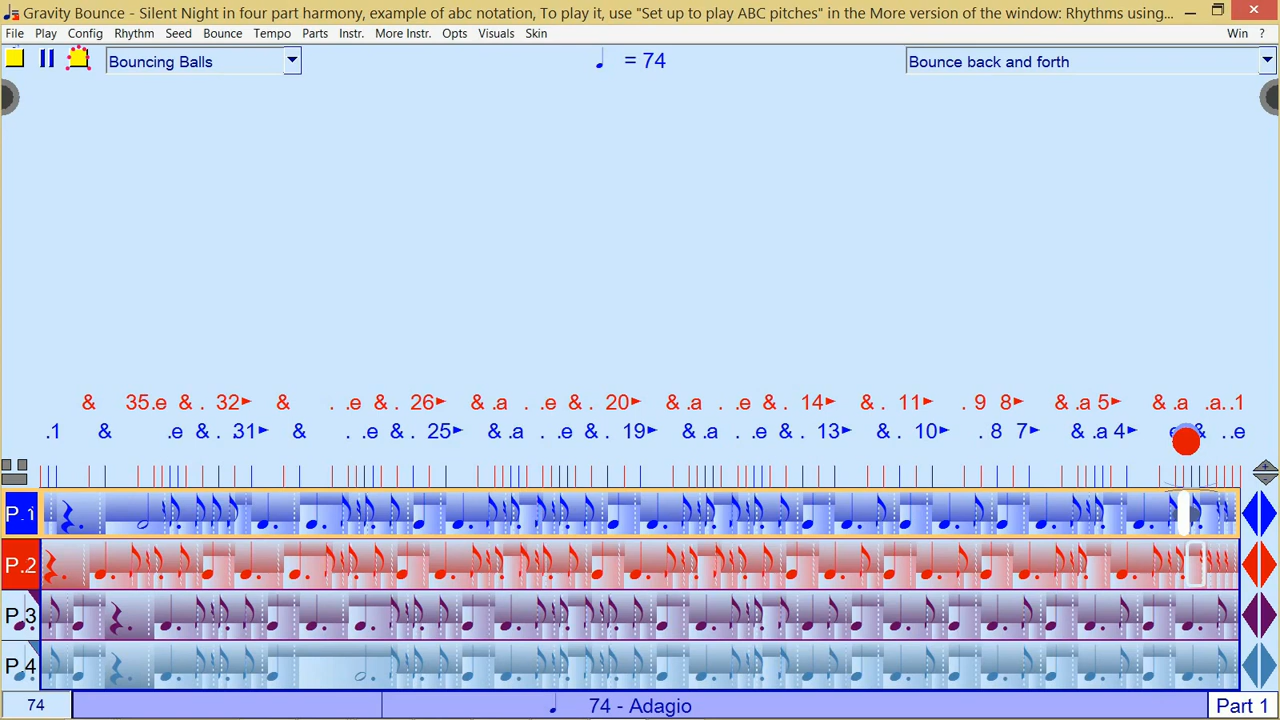 Gravity Bounce - Silent Night in four part harmony, example of abc notation, To play it, use "Set up to play ABC pitches" in the More version of the window: Rhythms using...
File Play Config Rhythm Seed Bounce Tempo Parts Instr. More Instr. Opts Visuals Skin Win ?
Bouncing Balls = 74 Bounce back and forth
& 35.e & . 32 & . .e & . 26 & .a . .e & . 20 & .a . .e & . 14 & . 11 . 9 8 & .a 5 & .a .a..1
.1 & .e & . 31 & . .e & . 25 & .a . .e & . 19 & .a . .e & . 13 & . 10 . 8 7 & .a 4 & ..e
P.1
P.2
P.3
P.4
74 74 - Adagio Part 1